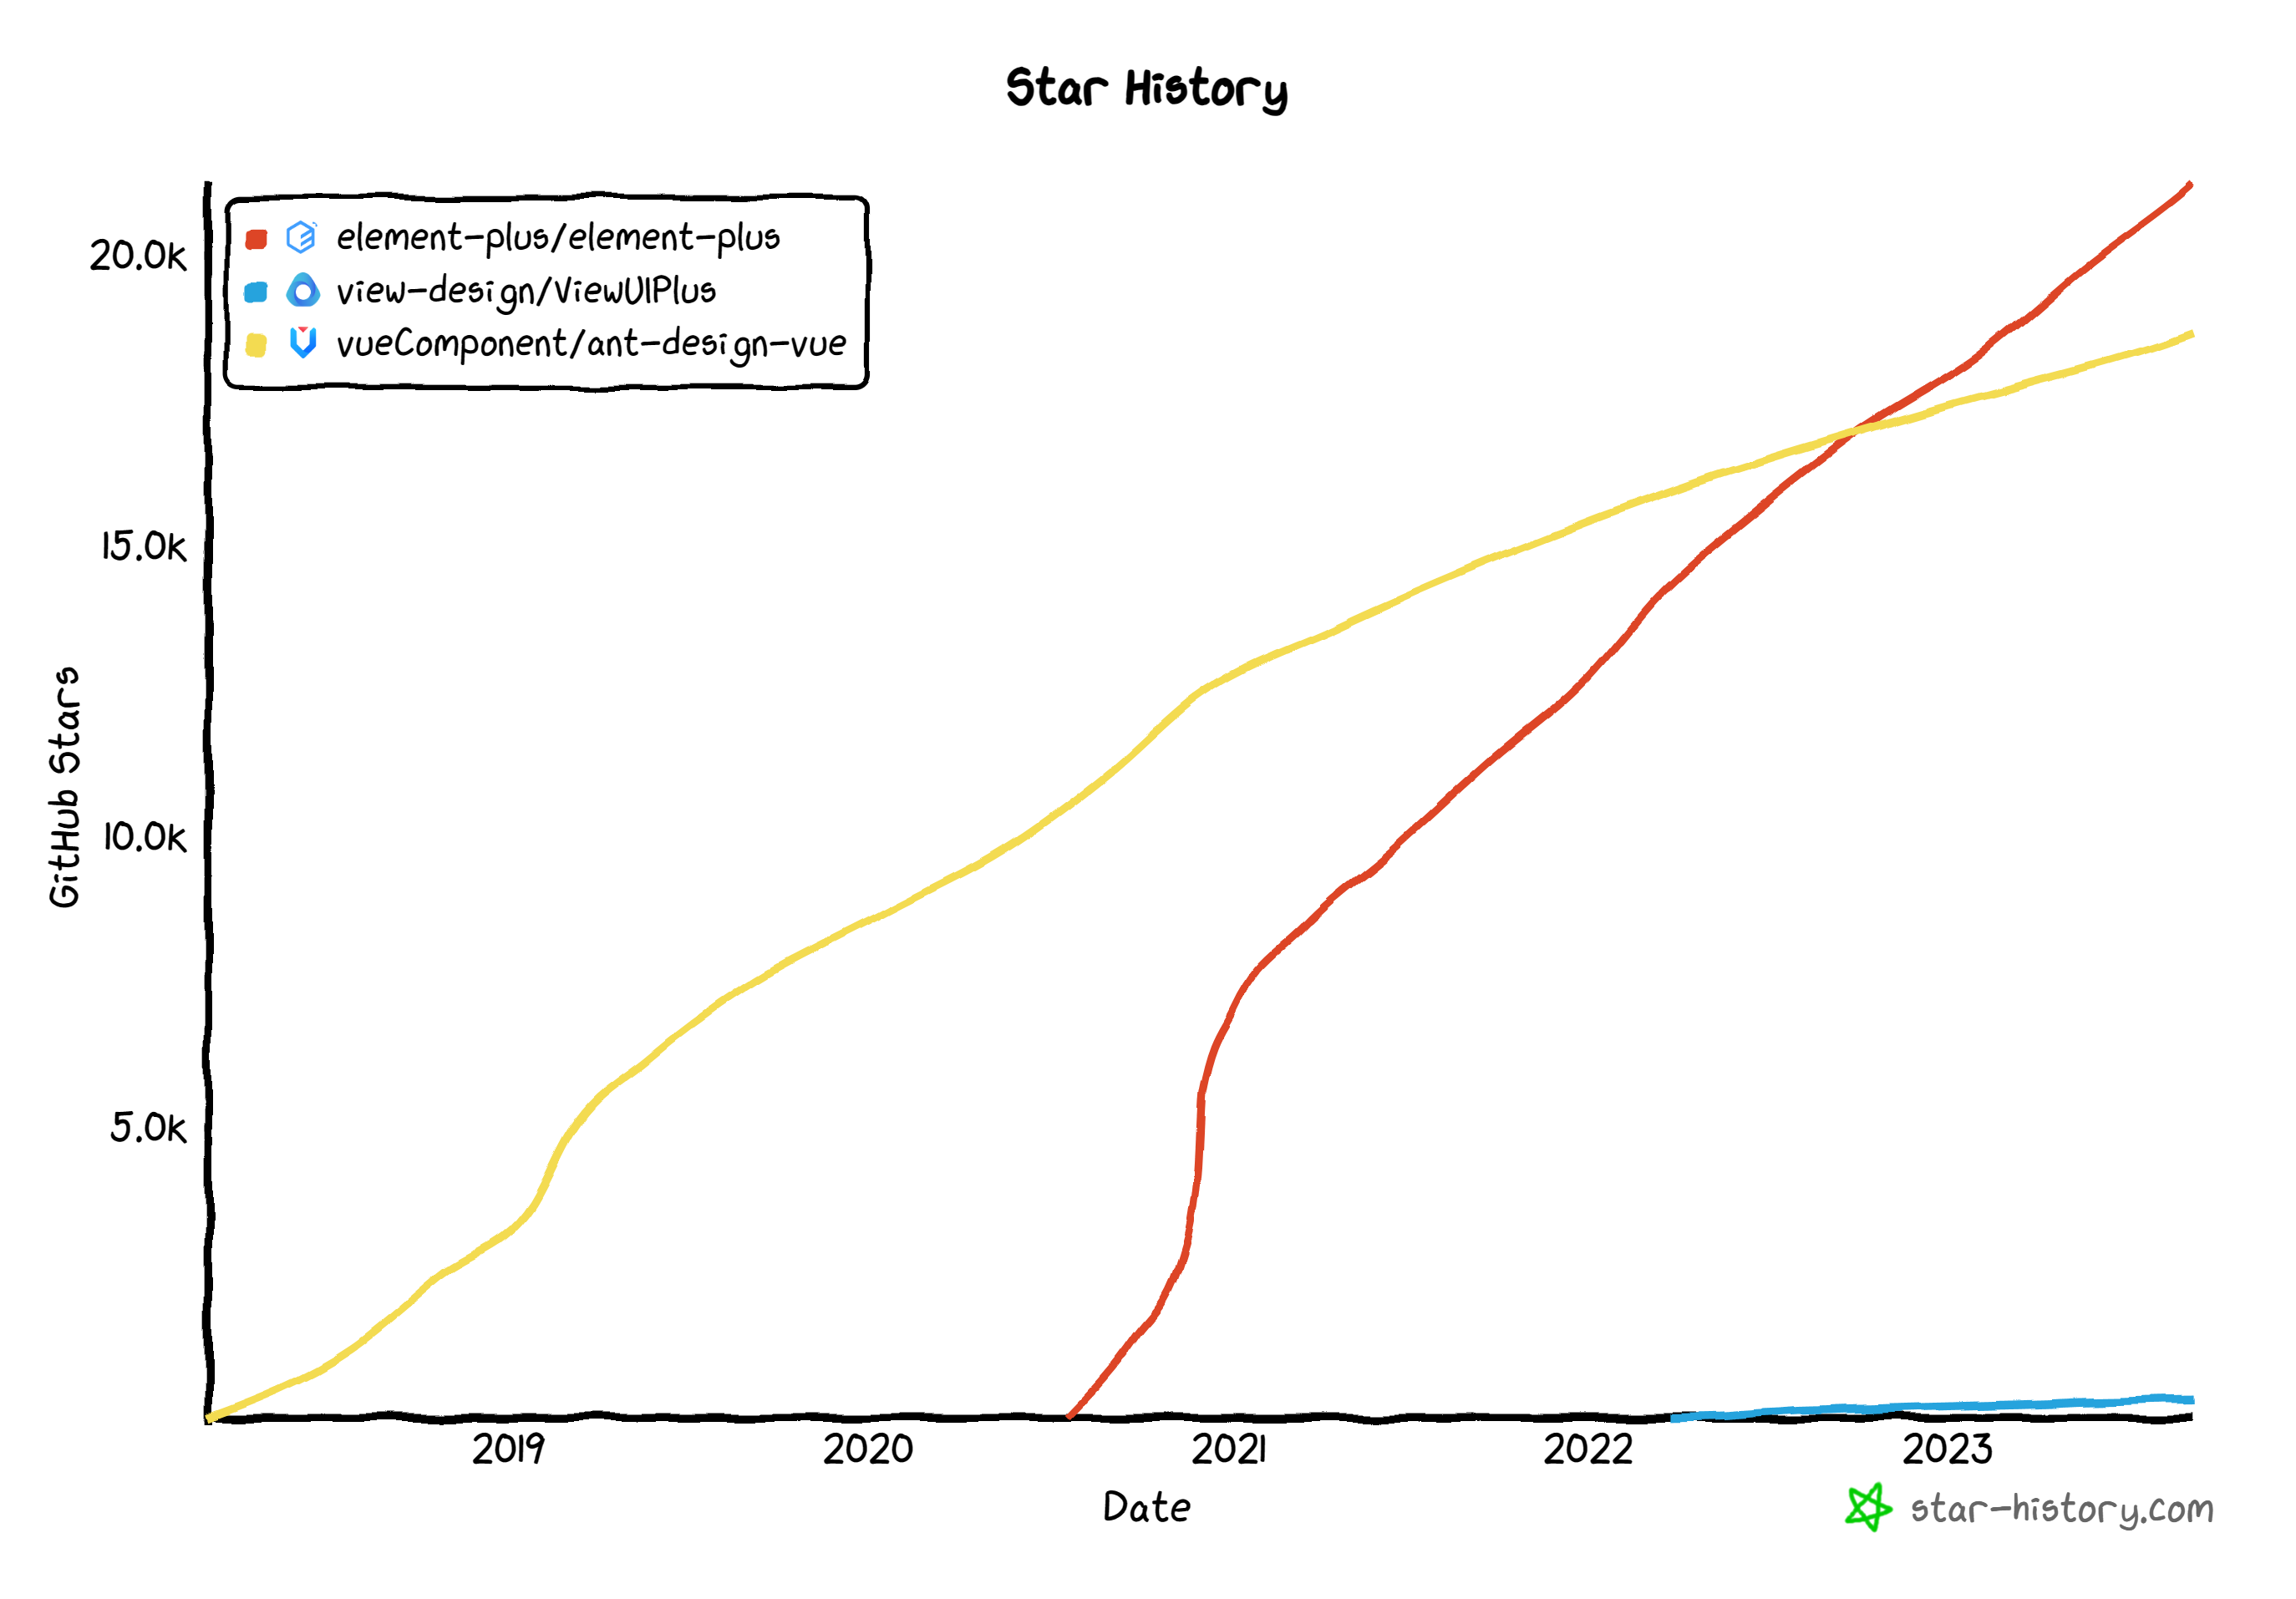 Star History
element-plus/element-plus
view-design/ViewUIPlus
vueComponent/ant-design-vue
20.0k
15.0k
10.0k
5.0k
GitHub Stars
2019 2020 2021 2022 2023
Date
star-history.com